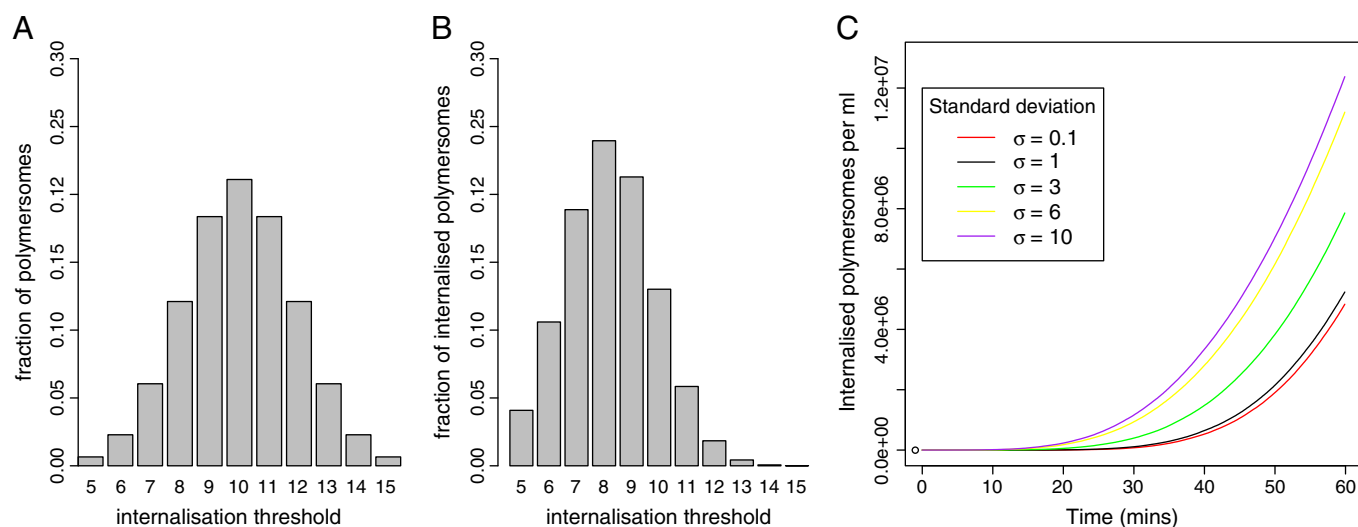 A
fraction of polymersomes
0.30
0.25
0.12
0.15
0.10
0.05
0.00
5 6 7 8 9 10 11 12 13 14 15
internalisation threshold
B
fraction of internalised polymersomes
0.30
0.25
0.12
0.15
0.10
0.05
0.00
5 6 7 8 9 10 11 12 13 14 15
internalisation threshold
C
Internalised polymersomes per ml
1.2e+07
8.0e+06
4.0e+06
0.0e+00
Standard deviation
σ = 0.1
σ = 1
σ = 3
σ = 6
σ = 10
0 10 20 30 40 50 60
Time (mins)